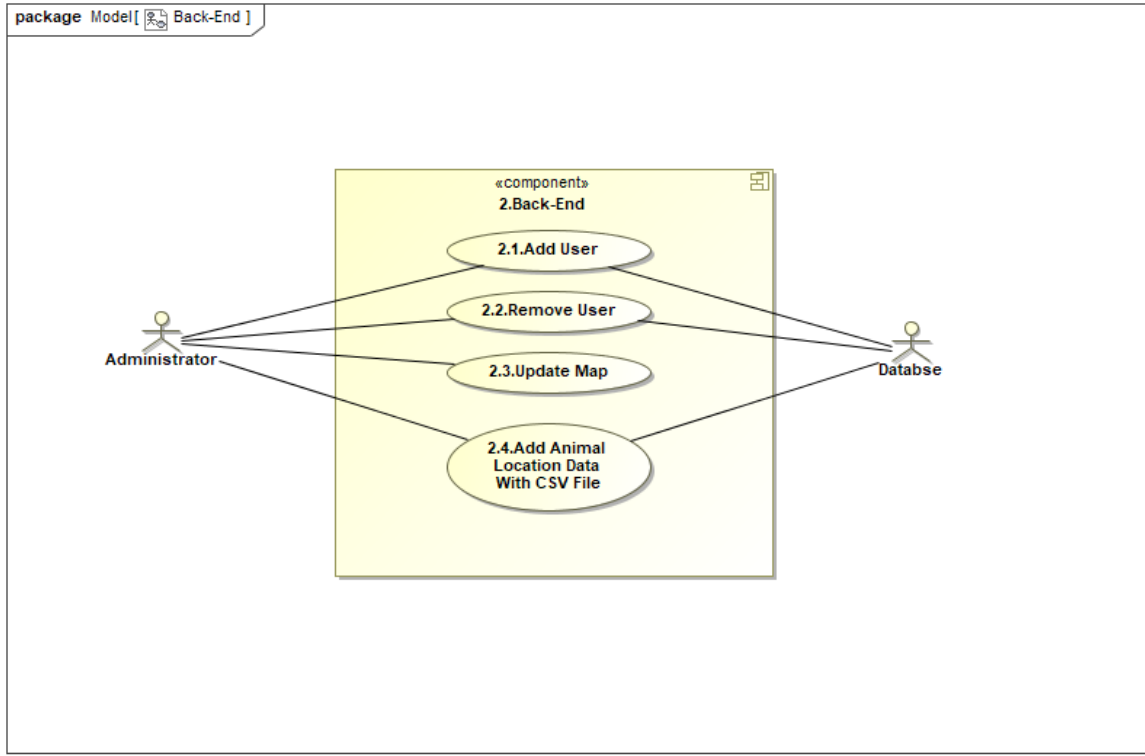 package Model[ Back-End ]
«component»
2.Back-End
2.1.Add User
2.2.Remove User
Administrator
Databse
2.3.Update Map
2.4.Add Animal
Location Data
With CSV File